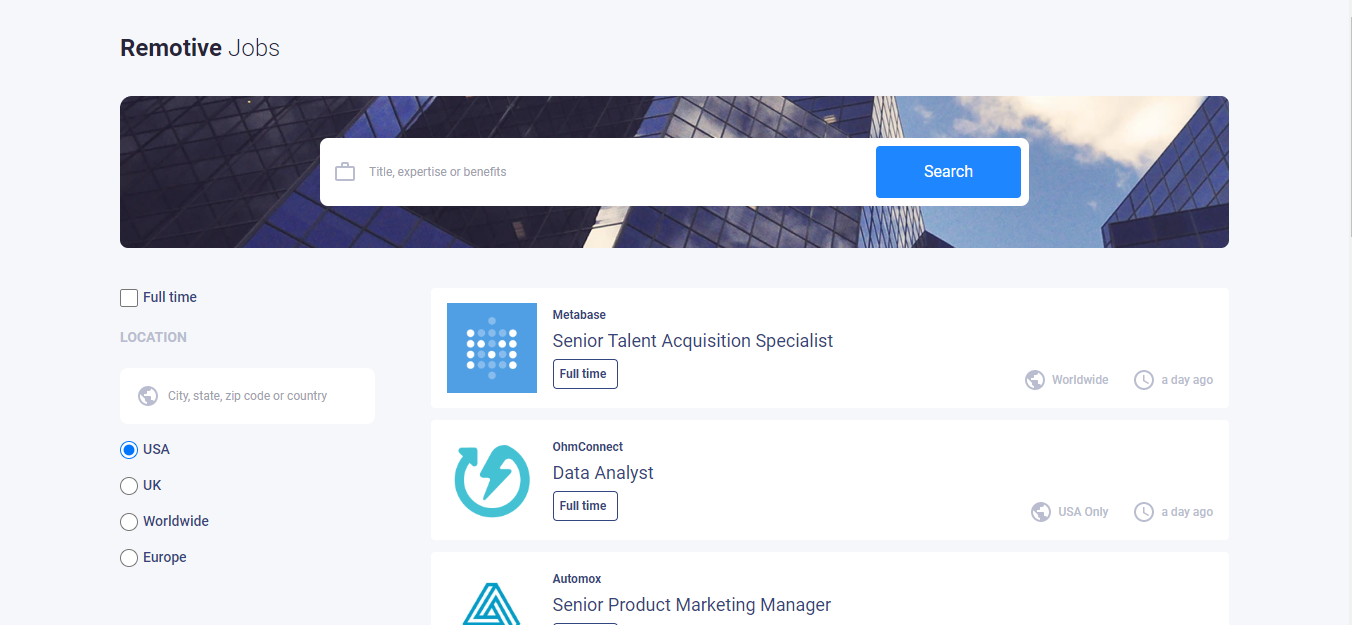 Remotive Jobs
Title, expertise or benefits
Search
Full time
LOCATION
City, state, zip code or country
USA
UK
Worldwide
Europe
Metabase
Senior Talent Acquisition Specialist
Full time
Worldwide
a day ago
OhmConnect
Data Analyst
Full time
USA Only
a day ago
Automox
Senior Product Marketing Manager